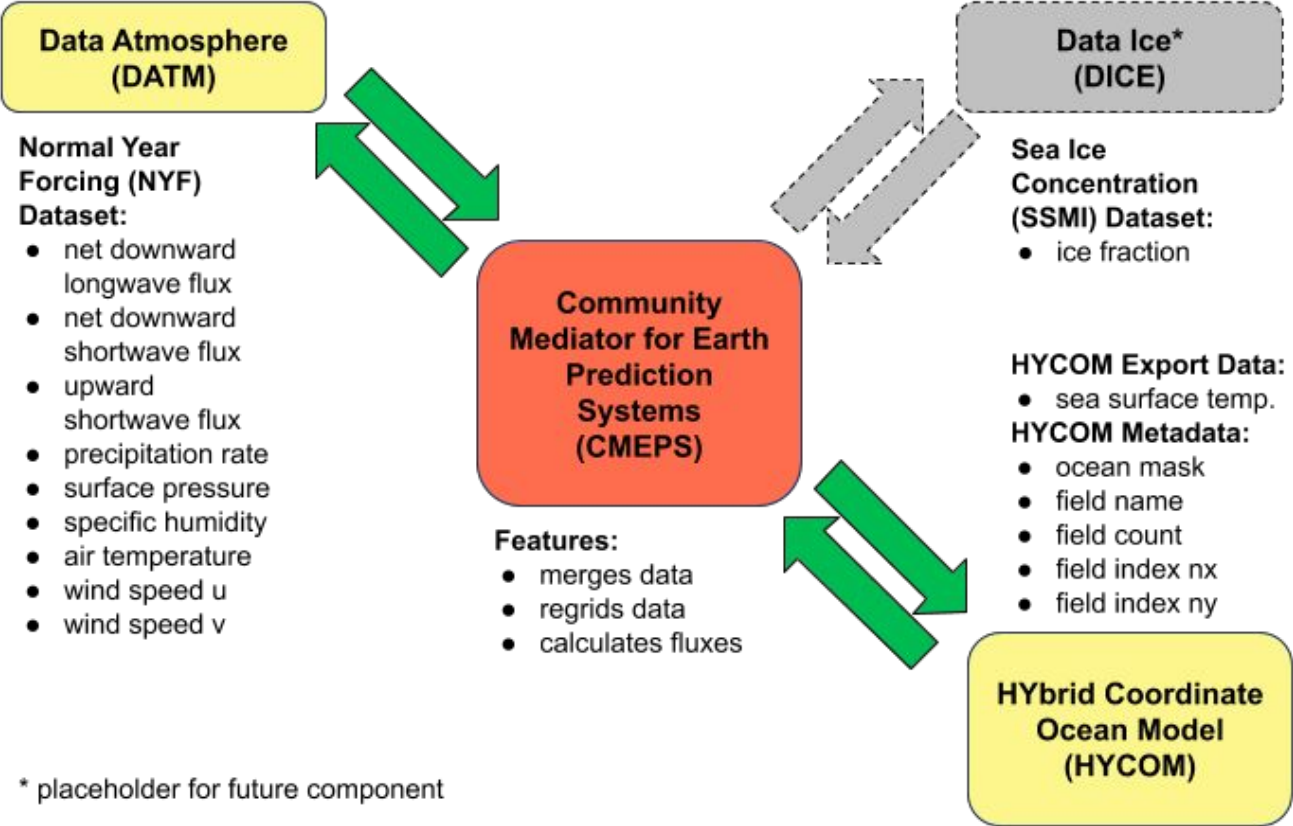 Data Atmosphere
(DATM)
Normal Year
Forcing (NYF)
Dataset:
● net downward
longwave flux
● net downward
shortwave flux
● upward
shortwave flux
● precipitation rate
● surface pressure
● specific humidity
● air temperature
● wind speed u
● wind speed v
Data Ice*
(DICE)
Sea Ice
Concentration
(SSMI) Dataset:
● ice fraction
Community
Mediator for Earth
Prediction
Systems
(CMEPS)
Features:
● merges data
● regrids data
● calculates fluxes
HYCOM Export Data:
● sea surface temp.
HYCOM Metadata:
● ocean mask
● field name
● field count
● field index nx
● field index ny
HYbrid Coordinate
Ocean Model
(HYCOM)
* placeholder for future component